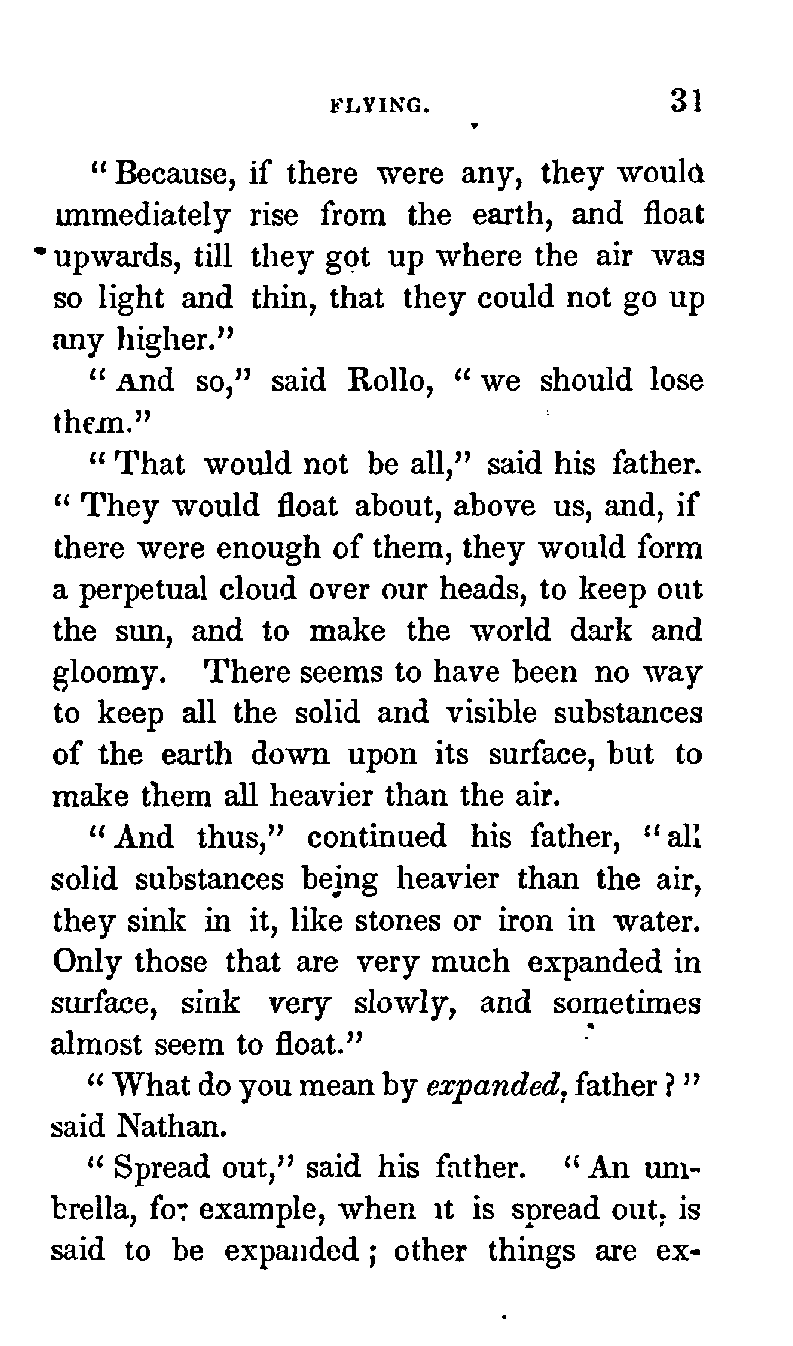 FLYING. 31
“ Because, if there were any, they would
immediately rise from the earth, and float
upwards, till they got up where the air was
so light and thin, that they could not go up
any higher.”
“ And so,” said Rollo, “ we should lose
them.”
“ That would not be all,” said his father.
“ They would float about, above us, and, if
there were enough of them, they would form
a perpetual cloud over our heads, to keep out
the sun, and to make the world dark and
gloomy. There seems to have been no way
to keep all the solid and visible substances
of the earth down upon its surface, but to
make them all heavier than the air.
“ And thus,” continued his father, “ all
solid substances being heavier than the air,
they sink in it, like stones or iron in water.
Only those that are very much expanded in
surface, sink very slowly, and sometimes
almost seem to float.”
“ What do you mean by expanded, father ? ”
said Nathan.
“ Spread out,” said his father. “ An um-
brella, for example, when it is spread out, is
said to be expanded ; other things are ex-